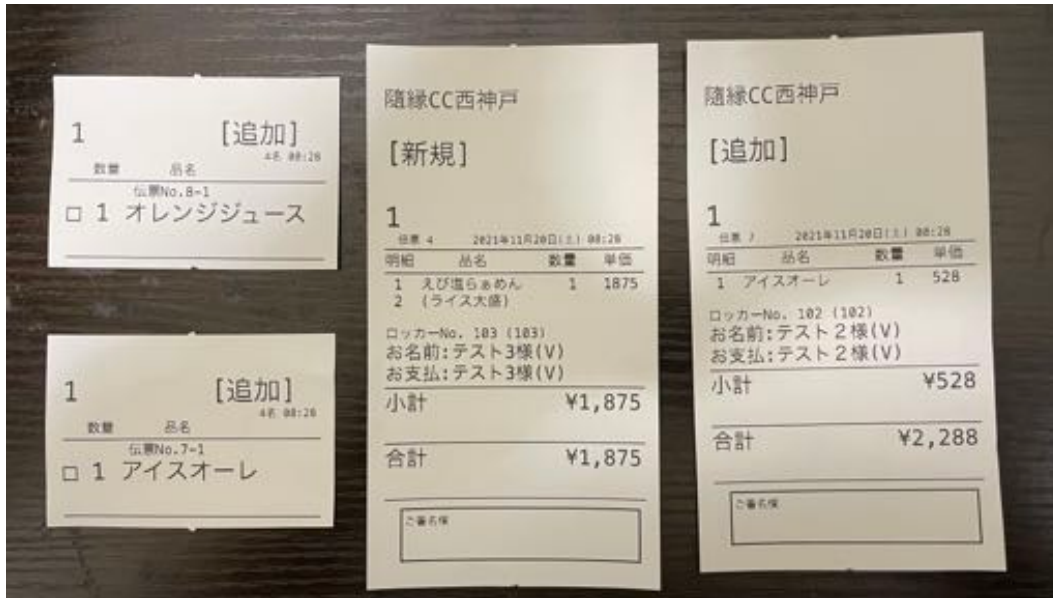 1 [追加]
4名 08:28
数量 品名
伝票No.8-1
□ 1 オレンジジュース
1 [追加]
4名 08:28
数量 品名
伝票No.7-1
□ 1 アイスオーレ
随縁CC西神戸
[新規]
1
伝票 4 2021年11月20日(土) 08:28
明細 品名 数量 単価
1 えび塩らぁめん 1 1875
2 (ライス大盛)
ロッカーNo. 103 (103)
お名前:テスト3様(V)
お支払:テスト3様(V)
小計 ¥1,875
合計 ¥1,875
ご署名欄
随縁CC西神戸
[追加]
1
伝票 7 2021年11月20日(土) 08:28
明細 品名 数量 単価
1 アイスオーレ 1 528
ロッカーNo. 102 (102)
お名前:テスト2様(V)
お支払:テスト2様(V)
小計 ¥528
合計 ¥2,288
ご署名欄